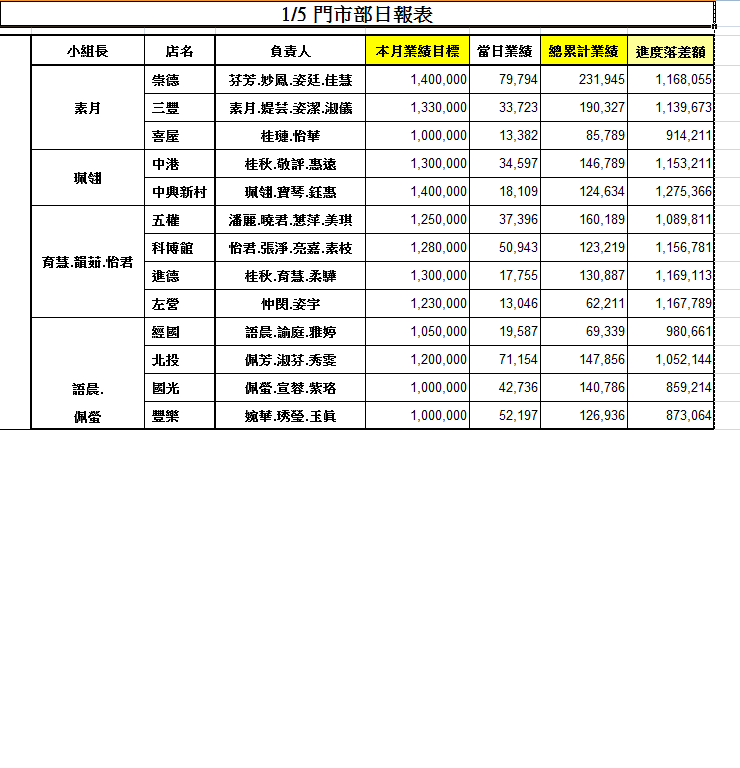 1/5 門市部日報表
小組長 店名 負責人 本月業績目標 當日業績 總累計業績 進度落差額
崇德 芬芳.妙鳳.姿廷.佳慧 1,400,000 79,794 231,945 1,168,055
素月 三豐 素月.緹芸.姿潔.淑儀 1,330,000 33,723 190,327 1,139,673
喜屋 桂璉.怡華 1,000,000 13,382 85,789 914,211
中港 桂秋.敬評.惠遠 1,300,000 34,597 146,789 1,153,211
珮翎
中興新村 珮翎.寶琴.鈺惠 1,400,000 18,109 124,634 1,275,366
五權 潘麗.曉君.蕙萍.美琪 1,250,000 37,396 160,189 1,089,811
科博館 怡君.張淨.亮嘉.素枝 1,280,000 50,943 123,219 1,156,781
育慧.韻茹.怡君
進德 桂秋.育慧.柔驊 1,300,000 17,755 130,887 1,169,113
左營 仲閔.姿宇 1,230,000 13,046 62,211 1,167,789
經國 語晨.諭庭.雅婷 1,050,000 19,587 69,339 980,661
北投 佩芳.淑芬.秀雯 1,200,000 71,154 147,856 1,052,144
語晨. 國光 佩螢.宣蓉.紫珞 1,000,000 42,736 140,786 859,214
佩螢 豐樂 婉華.琇瑩.玉真 1,000,000 52,197 126,936 873,064